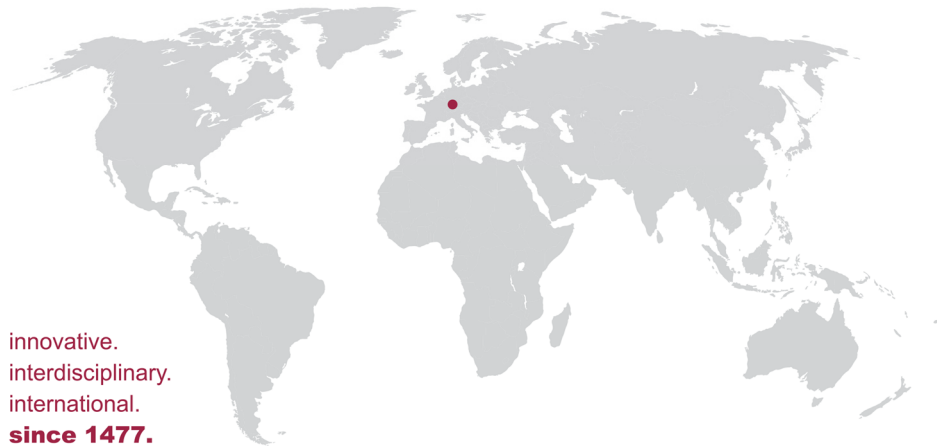 innovative.
interdisciplinary.
international.
since 1477.